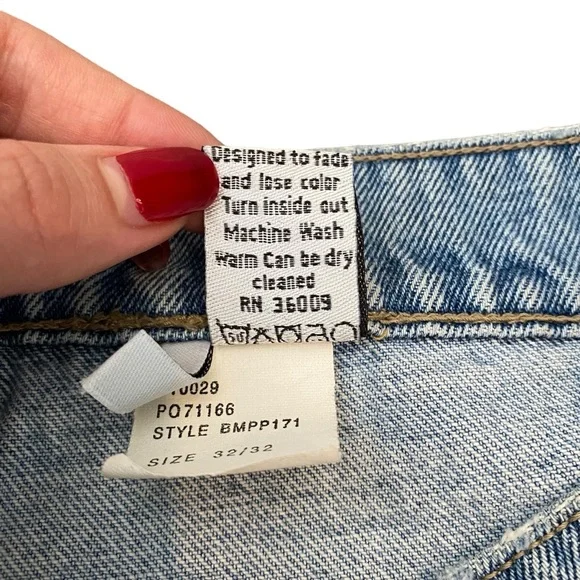 Designed to fade
and lose color
Turn inside out
Machine Wash
warm Can be dry
cleaned
RN 36009
10029
PO71166
STYLE BMPP171
SIZE 32/32